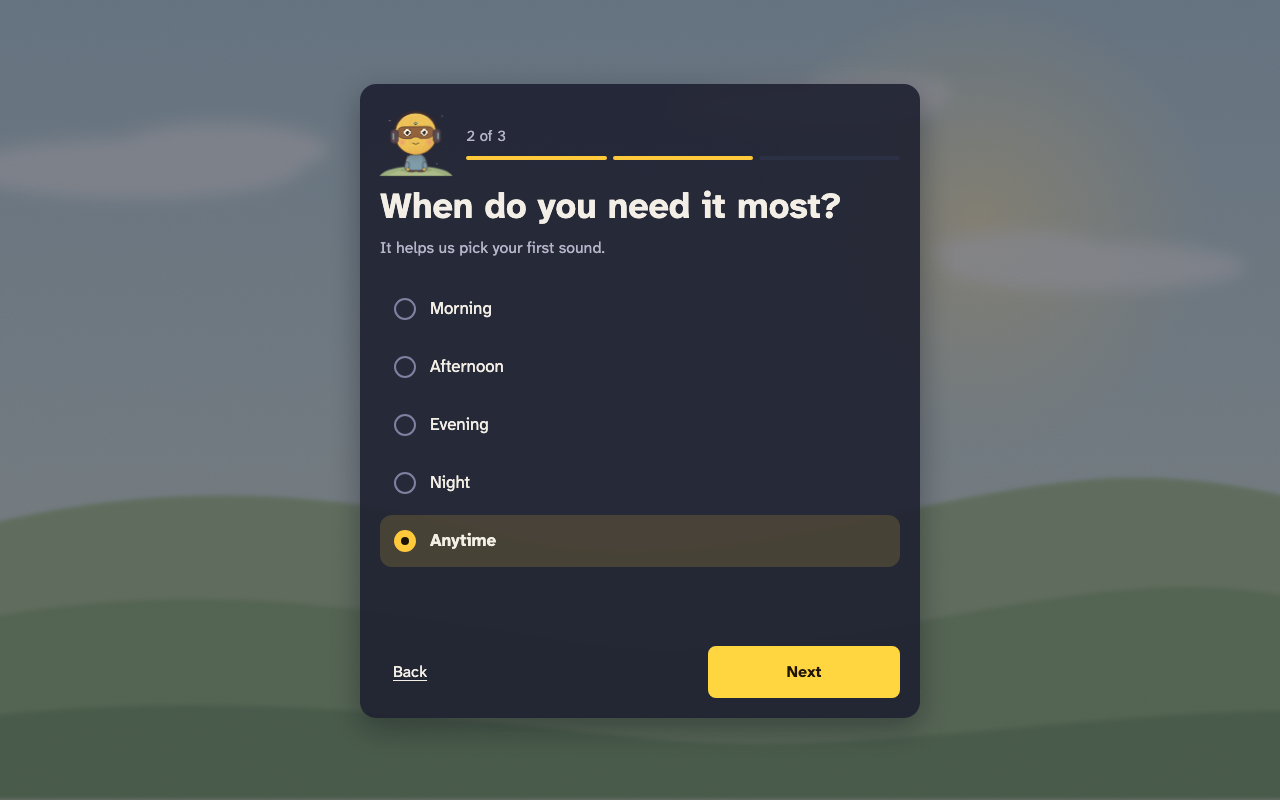 2 of 3
When do you need it most?
It helps us pick your first sound.
Morning
Afternoon
Evening
Night
Anytime
Back
Next